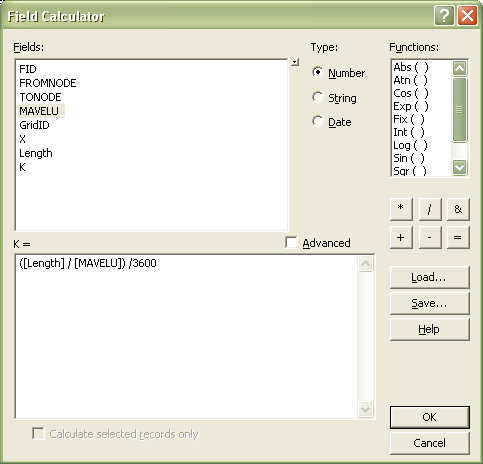 Field Calculator
Fields:
Type:
Functions:
FID
FROMNODE
TONODE
MAVELU
GridID
X
Length
K
Number
String
Date
Abs ( )
Atn ( )
Cos ( )
Exp ( )
Fix ( )
Int ( )
Log ( )
Sin ( )
Sqr ( )
* / &
+ - =
K =
Advanced
([Length] / [MAVELU]) /3600
Load...
Save...
Help
Calculate selected records only
OK
Cancel